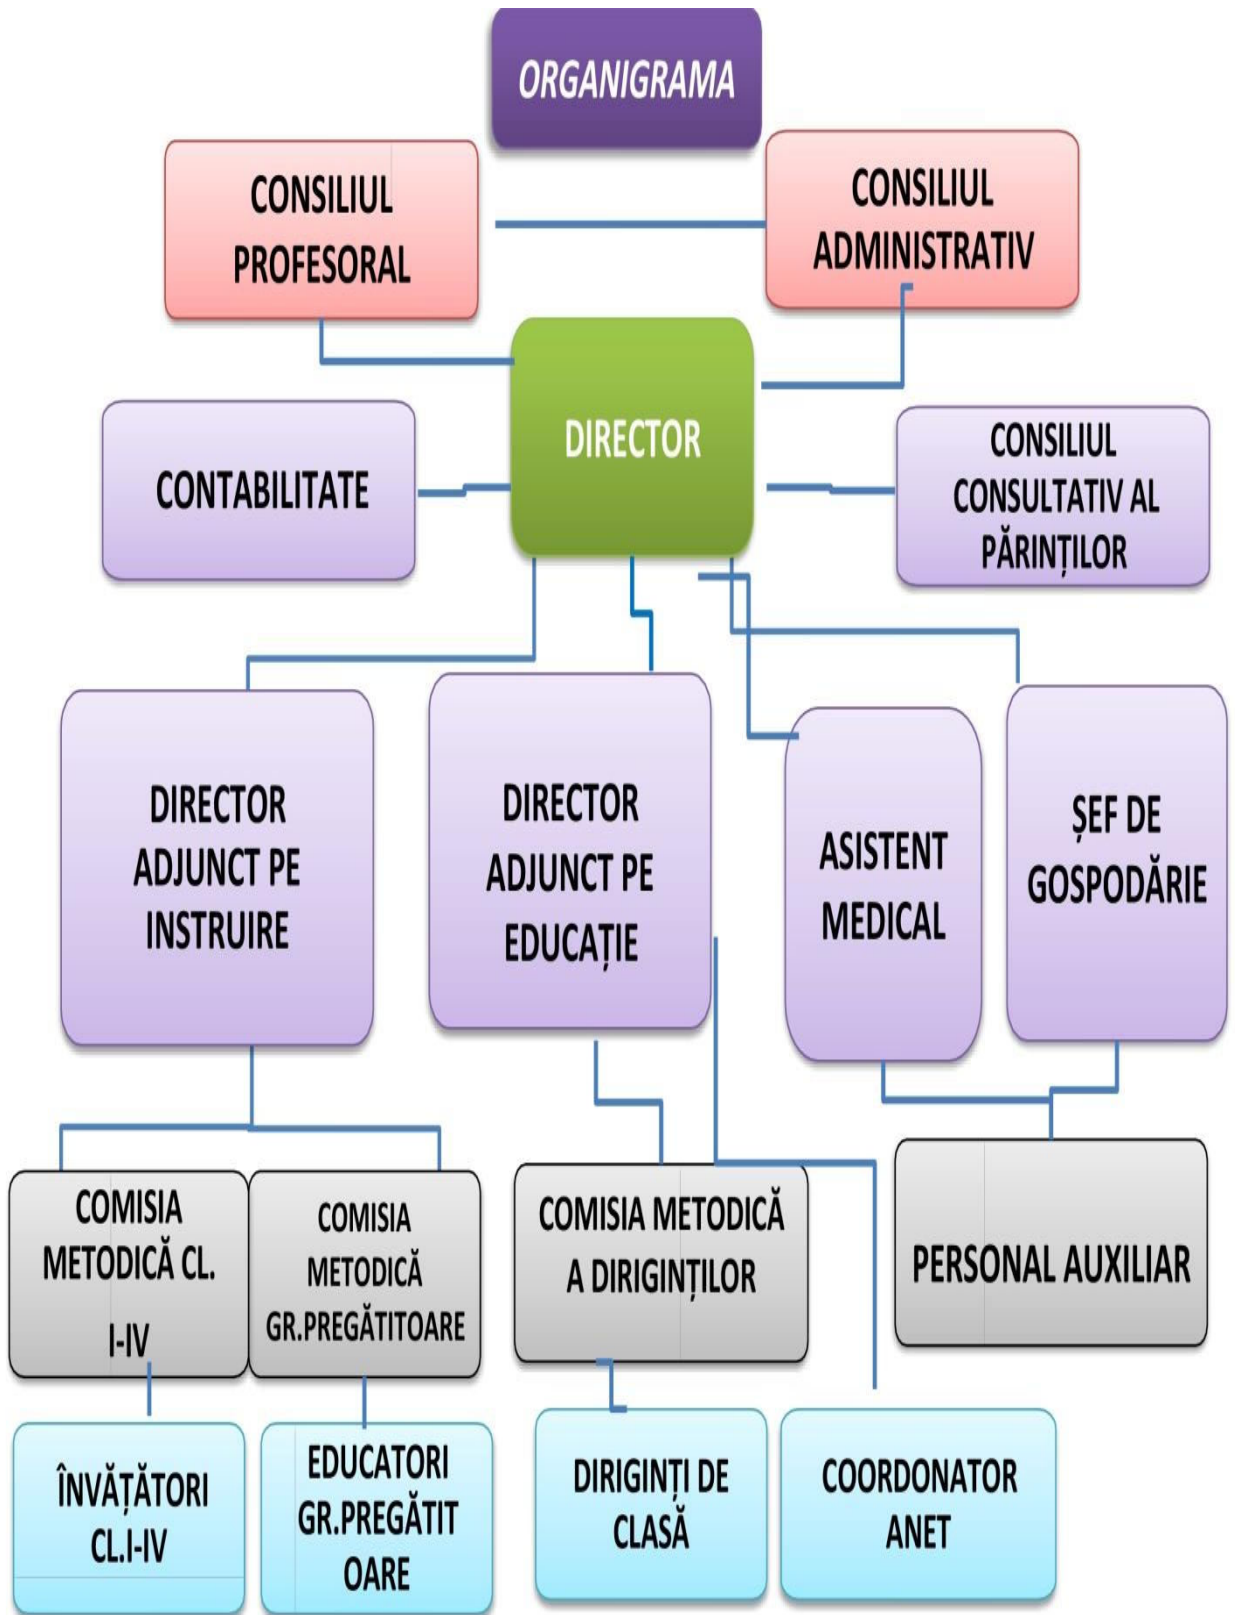 ORGANIGRAMA
CONSILIUL
PROFESORAL
CONSILIUL
ADMINISTRATIV
DIRECTOR
CONTABILITATE
CONSILIUL
CONSULTATIV AL
PĂRINȚILOR
DIRECTOR
ADJUNCT PE
INSTRUIRE
DIRECTOR
ADJUNCT PE
EDUCAȚIE
ASISTENT
MEDICAL
ȘEF DE
GOSPODĂRIE
COMISIA
METODICĂ CL.
I-IV
COMISIA
METODICĂ
GR.PREGĂTITOARE
COMISIA METODICĂ
A DIRIGINȚILOR
PERSONAL AUXILIAR
ÎNVĂȚĂTORI
CL.I-IV
EDUCATORI
GR.PREGĂTIT
OARE
DIRIGINȚI DE
CLASĂ
COORDONATOR
ANET